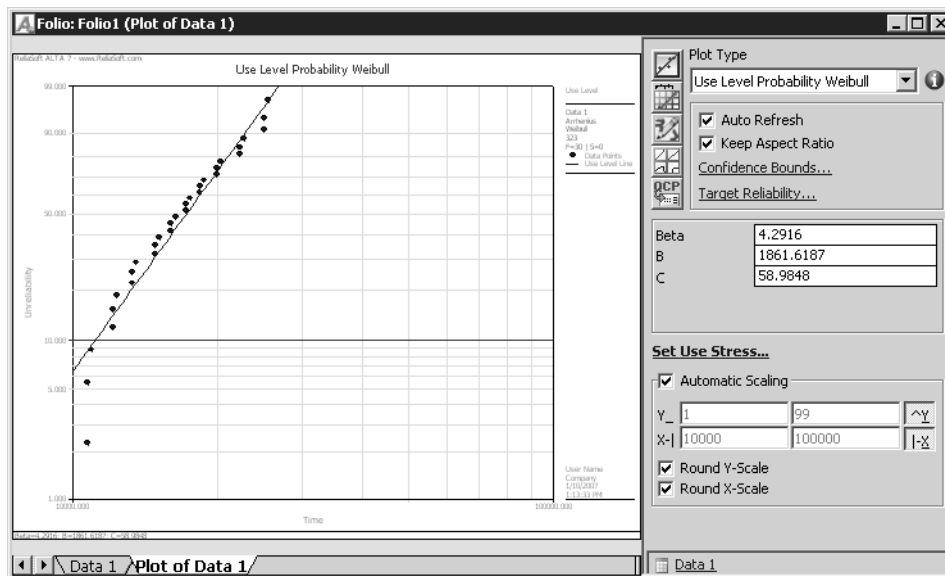 Folio: Folio1 (Plot of Data 1)
ReliaSoft ALTA 7 - www.ReliaSoft.com
Use Level Probability Weibull
99.000
90.000
50.000
10.000
5.000
1.000
Unreliability
10000.000
100000.000
Time
Use Level
Data 1
Arrhenius
Weibull
323
F=30 | S=0
Data Points
Use Level Line
User Name
Company
1/10/2007
1:13:33 PM
Beta=4.2916; B=1861.6187; C=58.9848
Data 1
Plot of Data 1
Plot Type
Use Level Probability Weibull
Auto Refresh
Keep Aspect Ratio
Confidence Bounds...
Target Reliability...
QCP
Beta 4.2916
B 1861.6187
C 58.9848
Set Use Stress...
Automatic Scaling
Y_ 1 99 ^Y
X-| 10000 100000 |-X
Round Y-Scale
Round X-Scale
Data 1